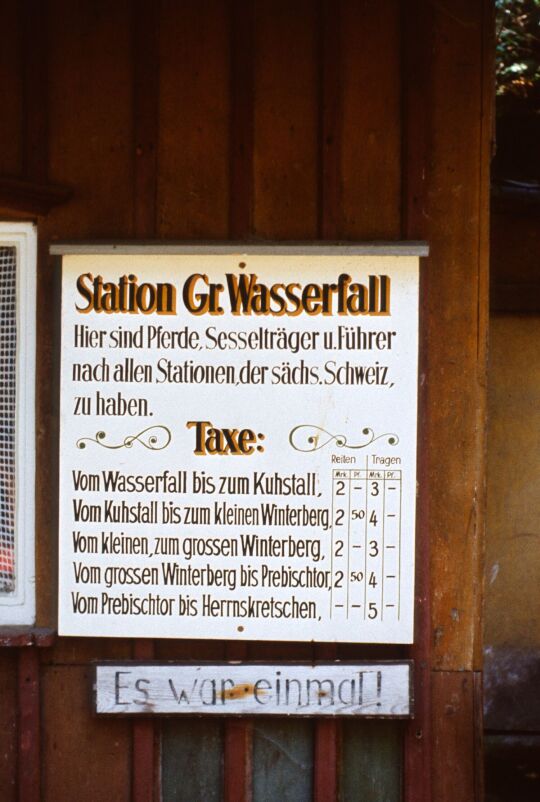 Station Gr. Wasserfall
Hier sind Pferde, Sesselträger u. Führer
nach allen Stationen, der sächs. Schweiz,
zu haben.
Taxe:
Reiten Tragen
Mrk. Pf. Mrk. Pf.
Vom Wasserfall bis zum Kuhstall, 2 – 3 –
Vom Kuhstall bis zum kleinen Winterberg, 2 50 4 –
Vom kleinen, zum grossen Winterberg, 2 – 3 –
Vom grossen Winterberg bis Prebischtor, 2 50 4 –
Vom Prebischtor bis Herrnskretschen, – – 5 –
Es war einmal!